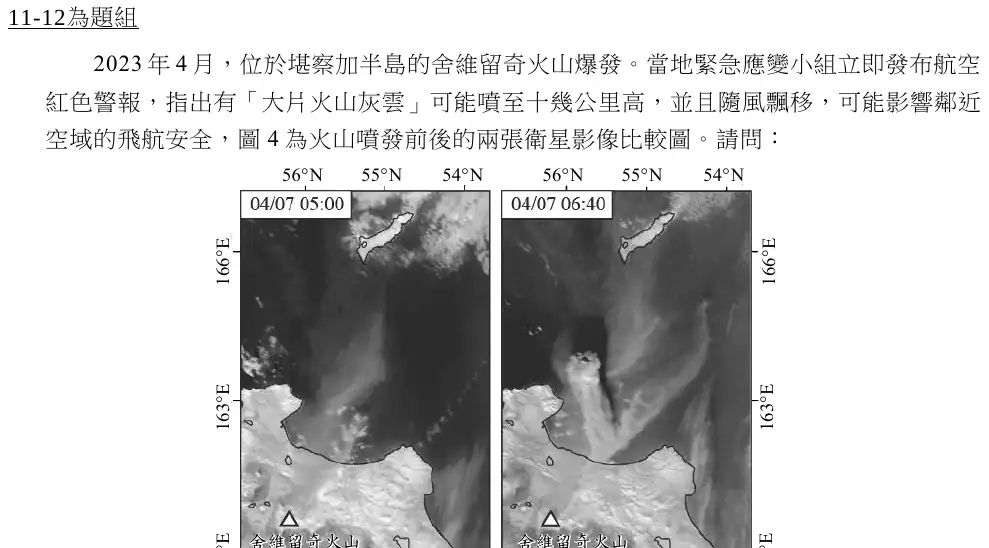 11-12為題組
2023 年 4 月，位於堪察加半島的舍維留奇火山爆發。當地緊急應變小組立即發布航空
紅色警報，指出有「大片火山灰雲」可能噴至十幾公里高，並且隨風飄移，可能影響鄰近
空域的飛航安全，圖 4 為火山噴發前後的兩張衛星影像比較圖。請問：
56°N 55°N 54°N 56°N 55°N 54°N
04/07 05:00 04/07 06:40
166°E 166°E
163°E 163°E
舍維留奇火山 舍維留奇火山